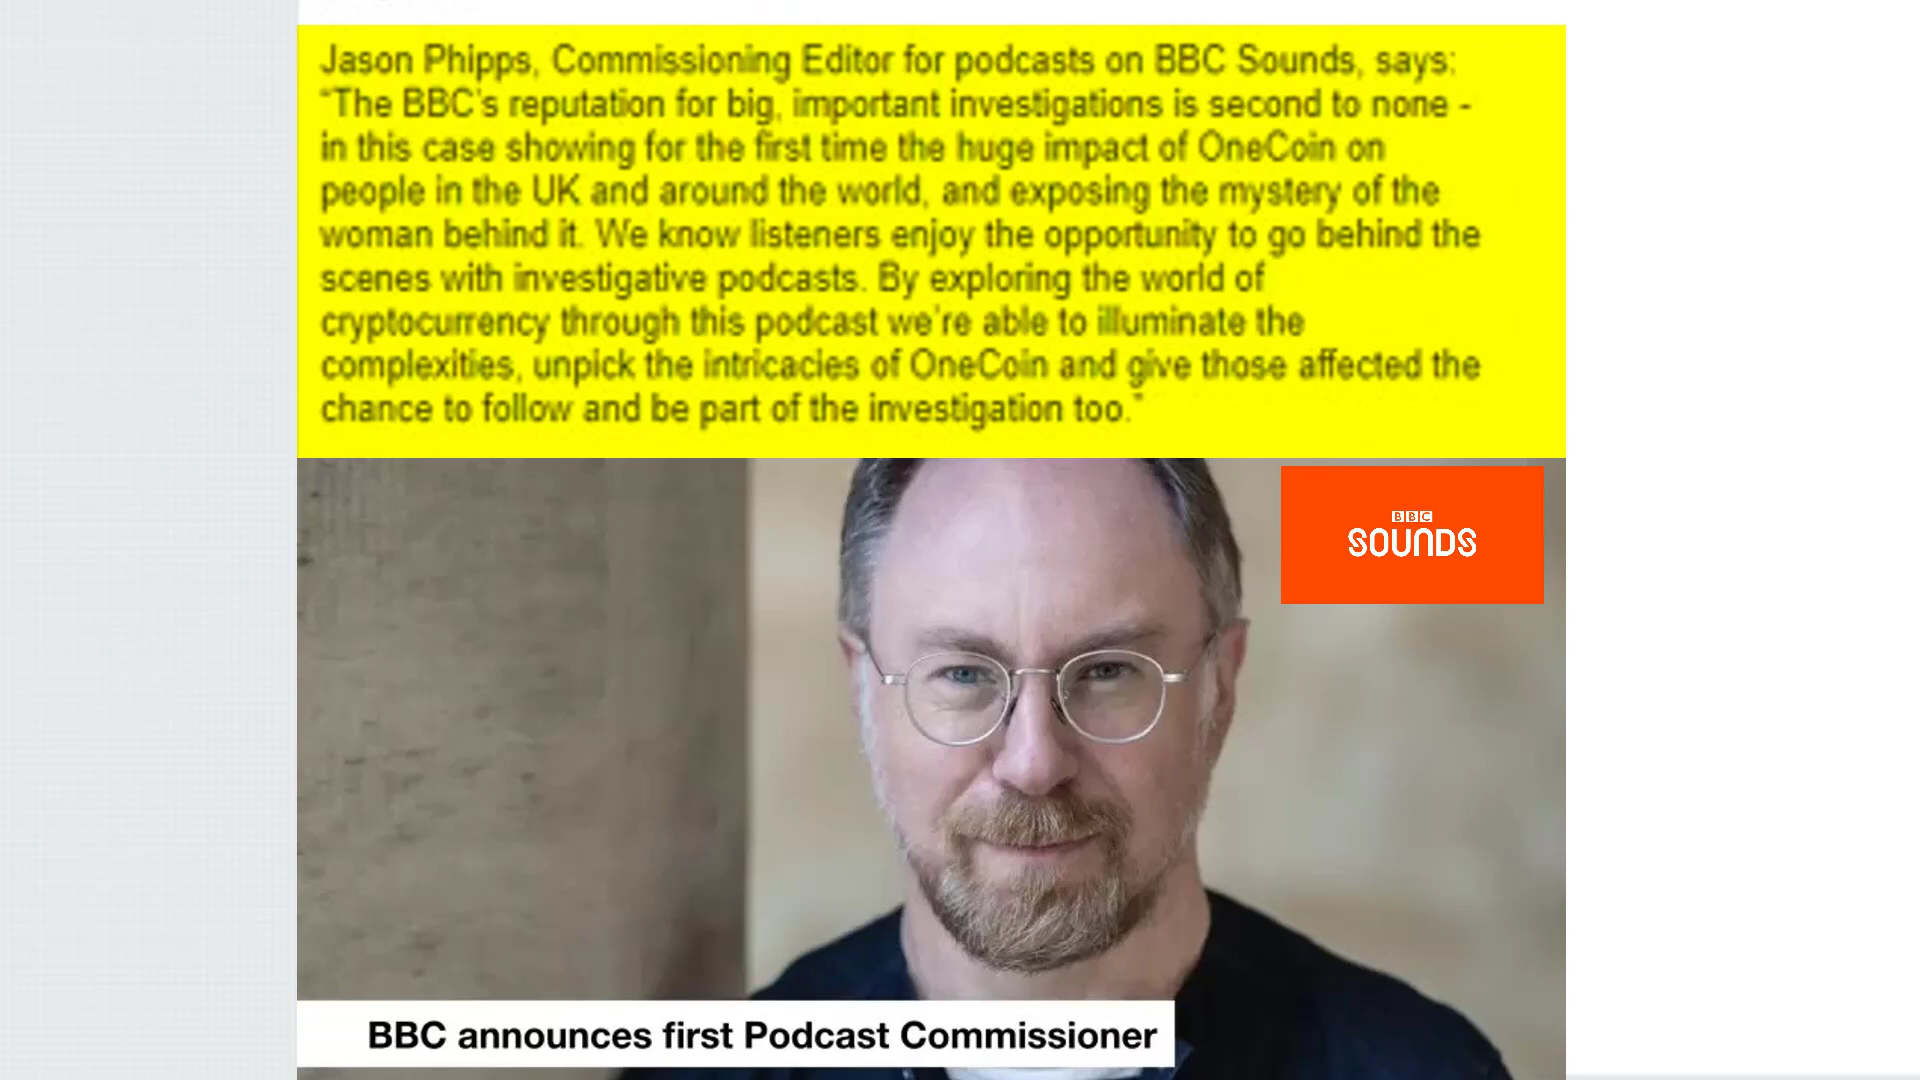 Jason Phipps, Commissioning Editor for podcasts on BBC Sounds, says:
"The BBC's reputation for big, important investigations is second to none -
in this case showing for the first time the huge impact of OneCoin on
people in the UK and around the world, and exposing the mystery of the
woman behind it. We know listeners enjoy the opportunity to go behind the
scenes with investigative podcasts. By exploring the world of
cryptocurrency through this podcast we're able to illuminate the
complexities, unpick the intricacies of OneCoin and give those affected the
chance to follow and be part of the investigation too."
BBC
SOUNDS
BBC announces first Podcast Commissioner